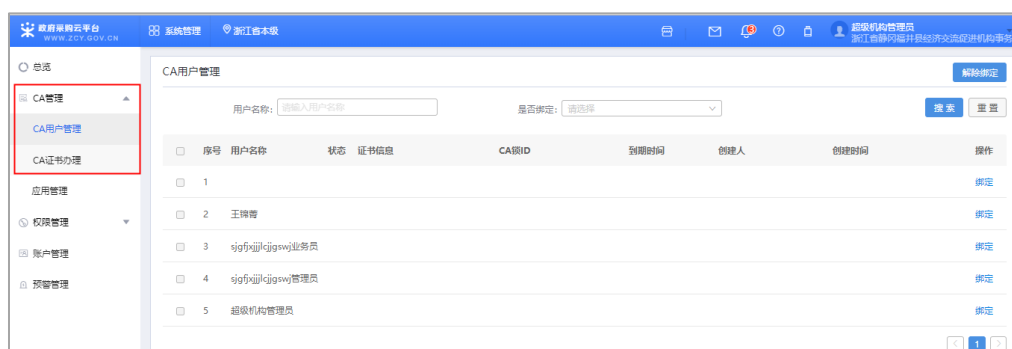 政府采购云平台
WWW.ZCY.GOV.CN
系统管理
浙江省本级
3
超级机构管理员
浙江省静冈福井县经济交流促进机构事务
总览
CA管理
CA用户管理
CA证书办理
应用管理
权限管理
账户管理
预警管理
CA用户管理
解除绑定
用户名称: 请输入用户名称 是否绑定: 请选择 搜索 重置
序号 用户名称 状态 证书信息 CA锁ID 到期时间 创建人 创建时间 操作
1 绑定
2 王锦菁 绑定
3 sjgfjxjjjlcjjgswj业务员 绑定
4 sjgfjxjjjlcjjgswj管理员 绑定
5 超级机构管理员 绑定
< 1 >